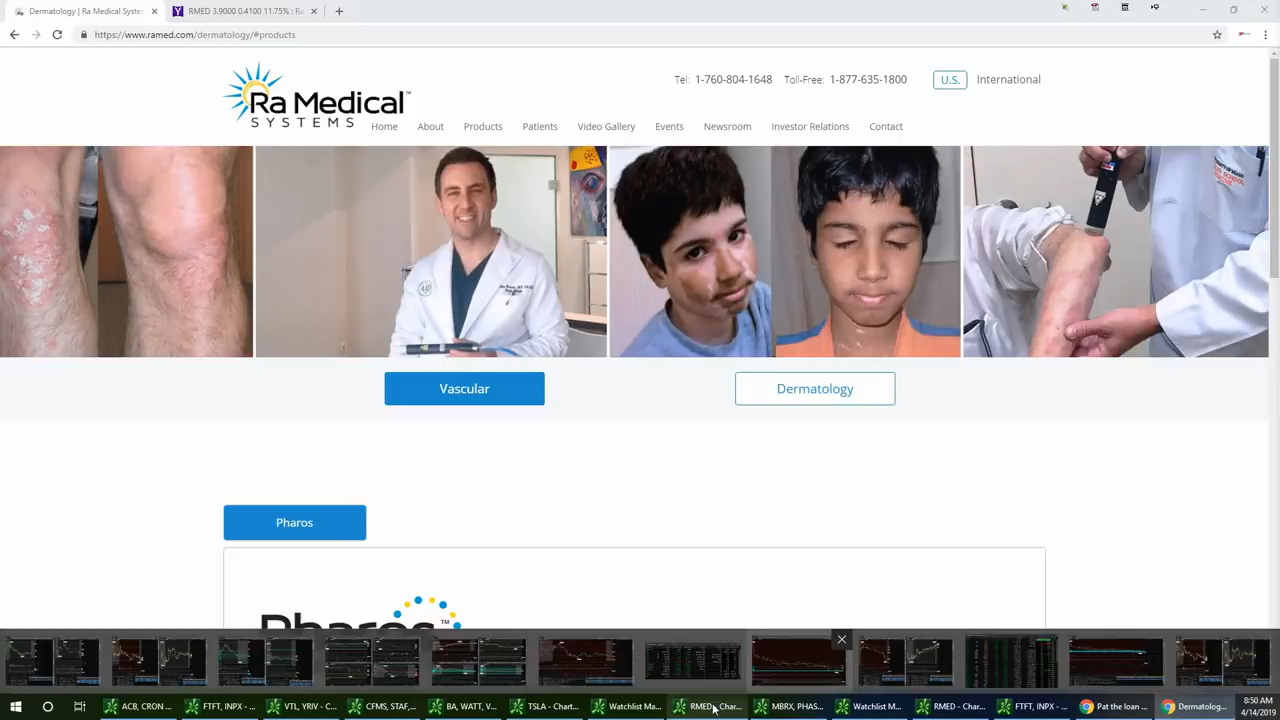 Dermatology | Ra Medical Syste
RMED 3.9000 0.4100 11.75% : Ra
https://www.ramed.com/dermatology/#products
Ra Medical™
SYSTEMS
Tel: 1-760-804-1648 Toll-Free: 1-877-635-1800 U.S. International
Home About Products Patients Video Gallery Events Newsroom Investor Relations Contact
Vascular Dermatology
Pharos
Pharos™
ACB, CRON ... FTFT, INPX - ... VTL, YRIV - C... CFMS, STAF, ... BA, WATT, V... TSLA - Chart... Watchlist Ma... RMED - Char... MBRX, PHAS... Watchlist M... RMED - Char... FTFT, INPX - ... Pat the loan ... Dermatolog...
8:50 AM
4/14/2019